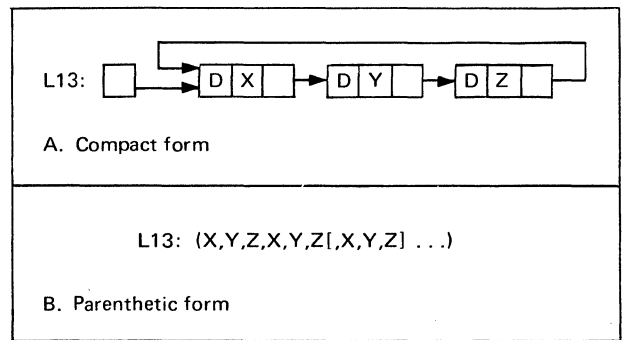 L13: D X D Y D Z
A. Compact form
L13: (X,Y,Z,X,Y,Z[,X,Y,Z] ...)
B. Parenthetic form